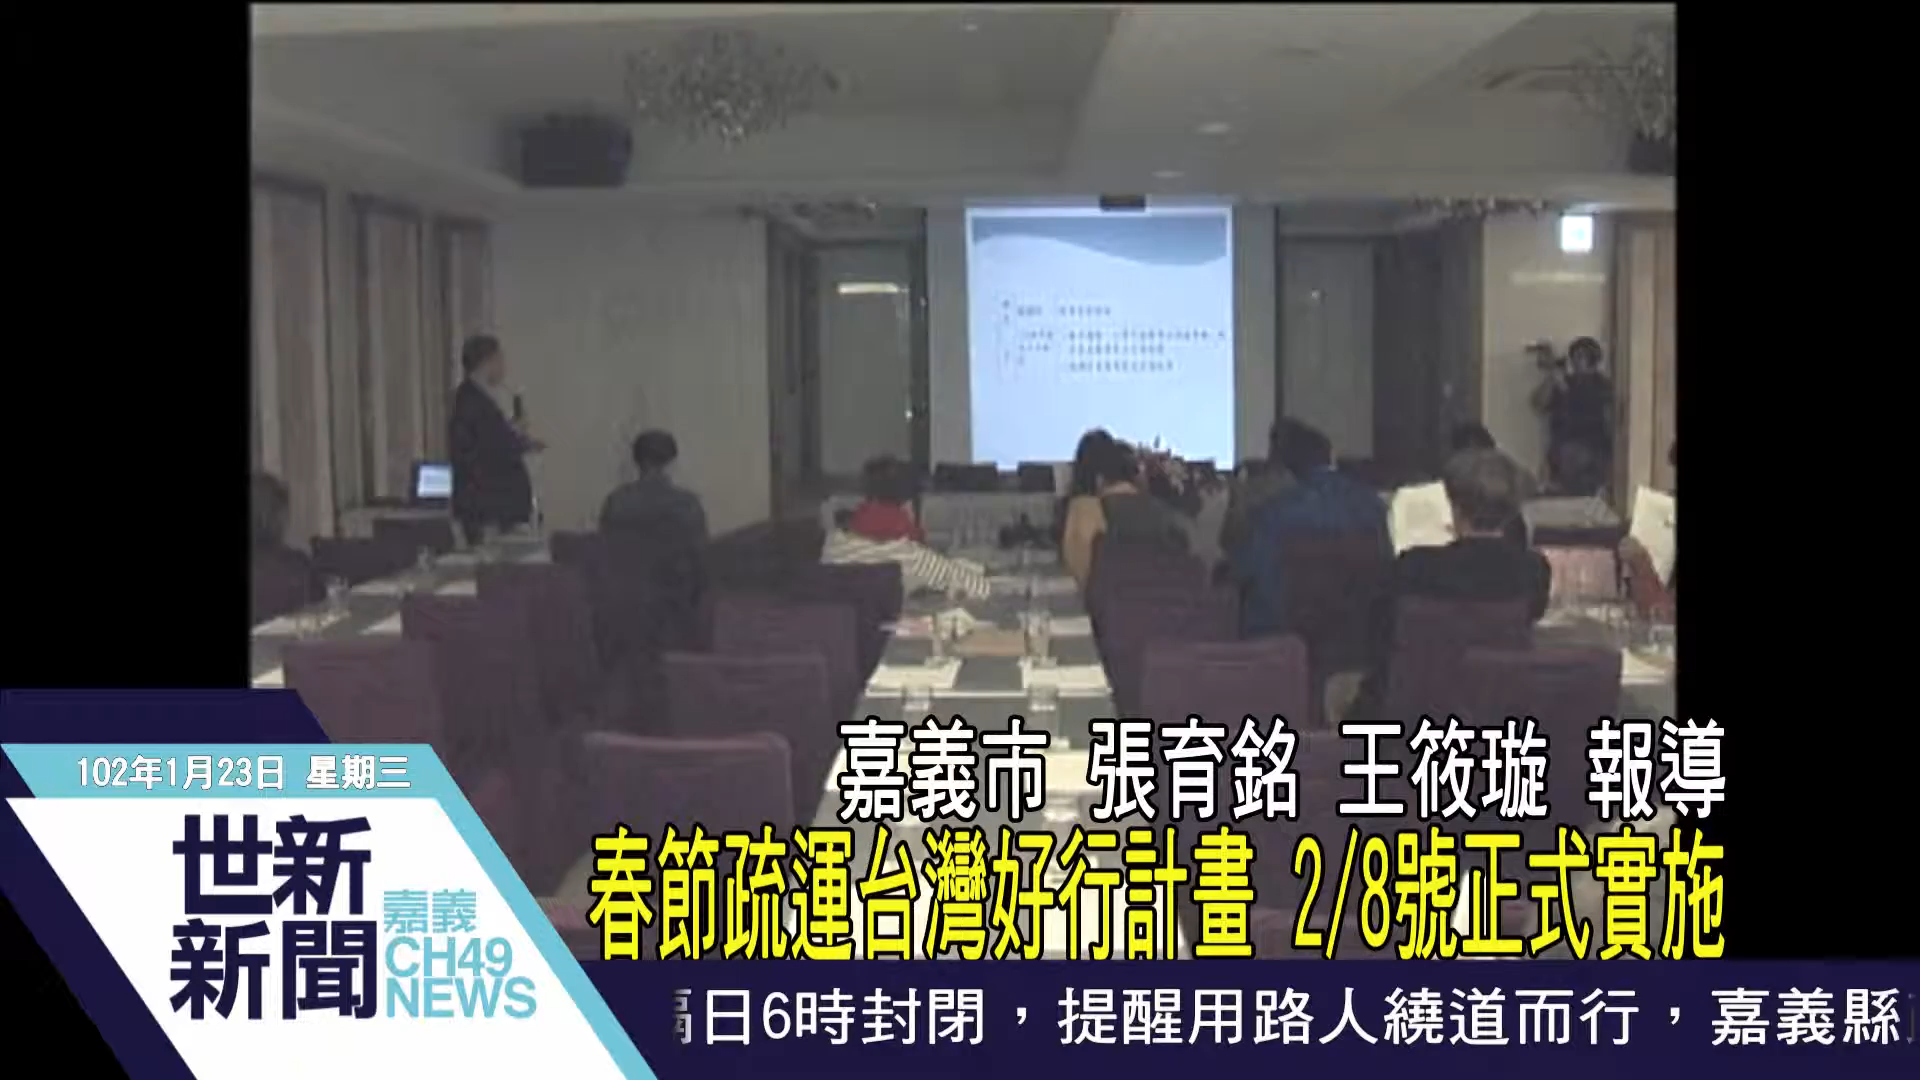 嘉義市 張育銘 王筱璇 報導
春節疏運台灣好行計畫 2/8號正式實施
102年1月23日 星期三
世新
新聞
嘉義
CH49
NEWS
隔日6時封閉，提醒用路人繞道而行，嘉義縣